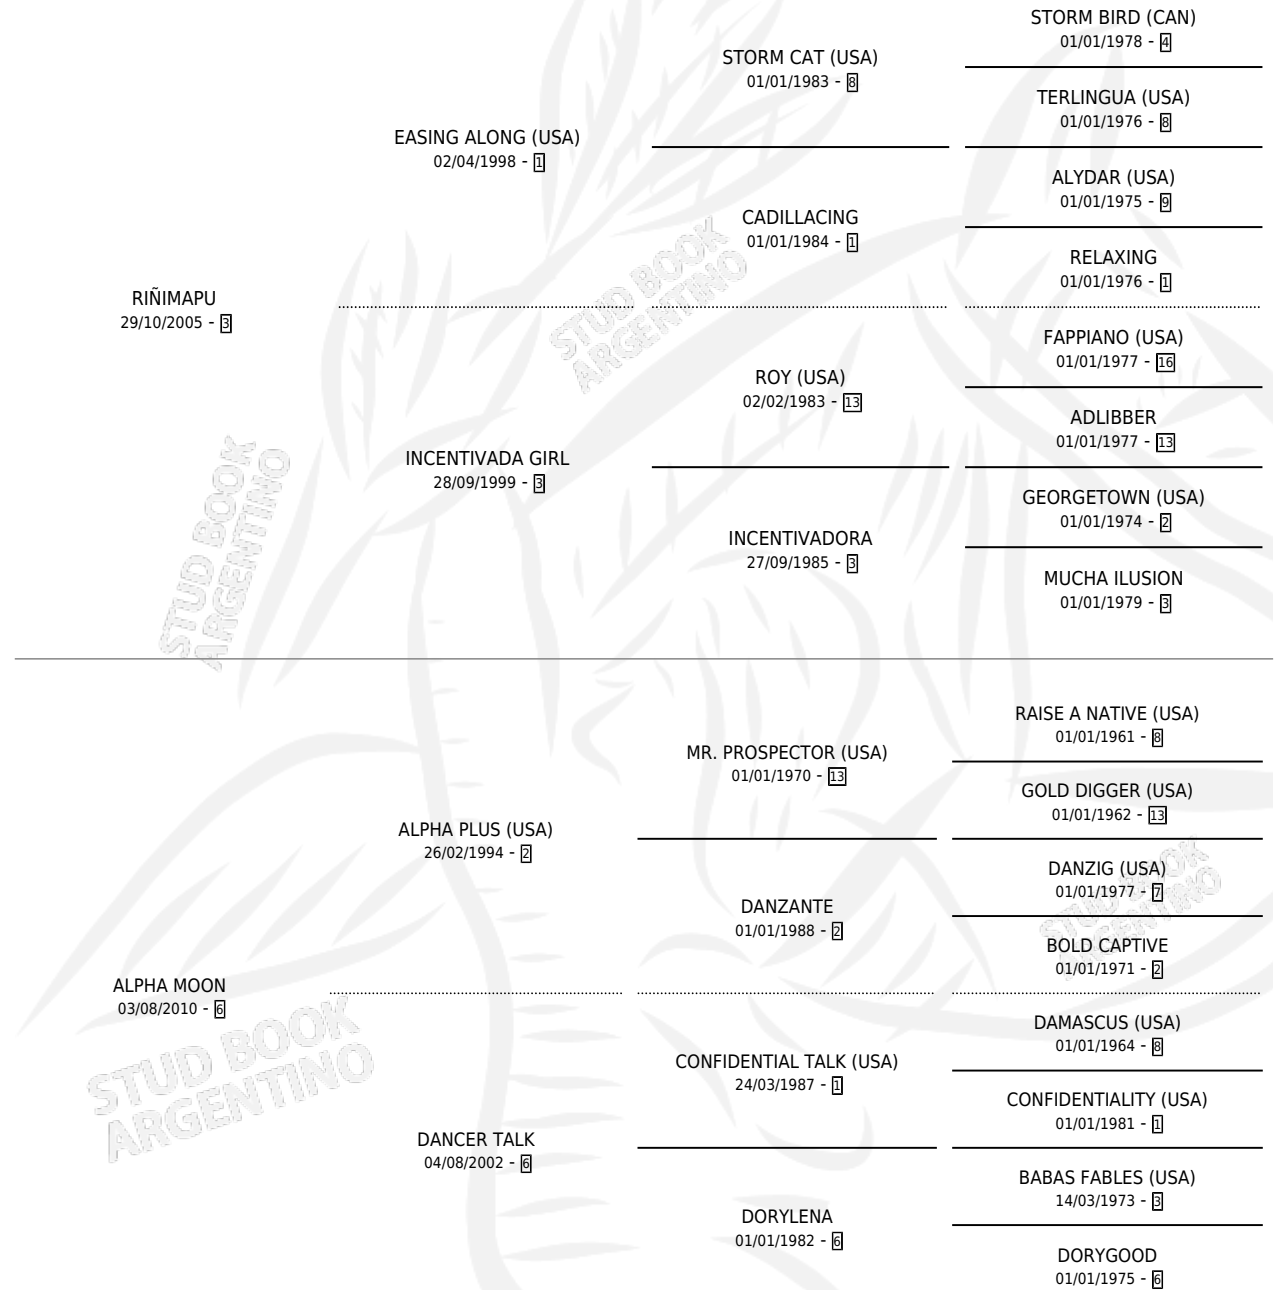 STORM BIRD (CAN)
01/01/1978 - 4
STORM CAT (USA)
01/01/1983 - 8
TERLINGUA (USA)
01/01/1976 - 8
EASING ALONG (USA)
02/04/1998 - 1
ALYDAR (USA)
01/01/1975 - 9
CADILLACING
01/01/1984 - 1
RELAXING
01/01/1976 - 1
RIÑIMAPU
29/10/2005 - 3
FAPPIANO (USA)
01/01/1977 - 16
ROY (USA)
02/02/1983 - 13
ADLIBBER
01/01/1977 - 13
INCENTIVADA GIRL
28/09/1999 - 3
GEORGETOWN (USA)
01/01/1974 - 2
INCENTIVADORA
27/09/1985 - 3
MUCHA ILUSION
01/01/1979 - 3
STUD BOOK
ARGENTINO
STUD BOOK
ARGENTINO
RAISE A NATIVE (USA)
01/01/1961 - 8
MR. PROSPECTOR (USA)
01/01/1970 - 13
GOLD DIGGER (USA)
01/01/1962 - 13
ALPHA PLUS (USA)
26/02/1994 - 2
DANZIG (USA)
01/01/1977 - 7
DANZANTE
01/01/1988 - 2
BOLD CAPTIVE
01/01/1971 - 2
ALPHA MOON
03/08/2010 - 6
DAMASCUS (USA)
01/01/1964 - 8
CONFIDENTIAL TALK (USA)
24/03/1987 - 1
CONFIDENTIALITY (USA)
01/01/1981 - 1
DANCER TALK
04/08/2002 - 6
BABAS FABLES (USA)
14/03/1973 - 3
DORYLENA
01/01/1982 - 6
DORYGOOD
01/01/1975 - 6
STUD BOOK
ARGENTINO
STUD BOOK
ARGENTINO